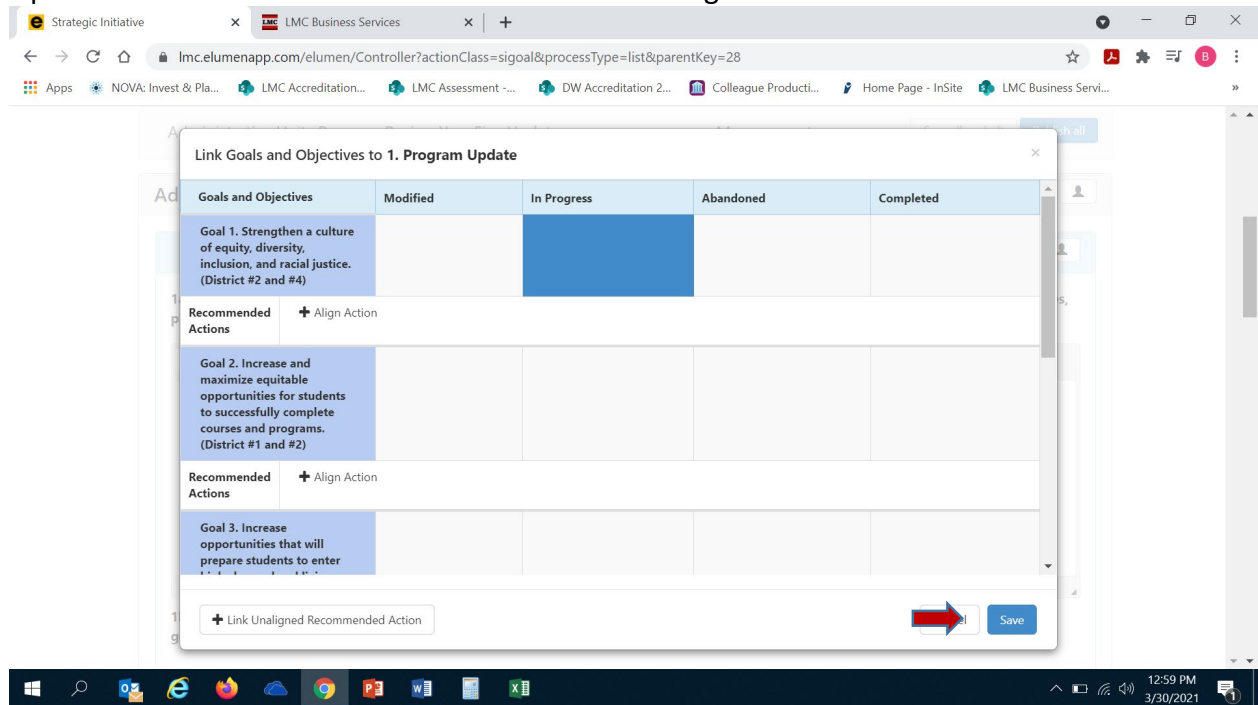 Strategic Initiative
LMC LMC Business Services
lmc.elumenapp.com/elumen/Controller?actionClass=sigoal&processType=list&parentKey=28
B
Apps NOVA: Invest & Pla... LMC Accreditation... LMC Assessment -... DW Accreditation 2... Colleague Producti... Home Page - InSite LMC Business Servi... »
Link Goals and Objectives to 1. Program Update ×
Ad
Goals and Objectives Modified In Progress Abandoned Completed
Goal 1. Strengthen a culture
of equity, diversity,
inclusion, and racial justice.
(District #2 and #4)
Recommended + Align Action
Actions
Goal 2. Increase and
maximize equitable
opportunities for students
to successfully complete
courses and programs.
(District #1 and #2)
Recommended + Align Action
Actions
Goal 3. Increase
opportunities that will
prepare students to enter
+ Link Unaligned Recommended Action
Save
12:59 PM
3/30/2021
1